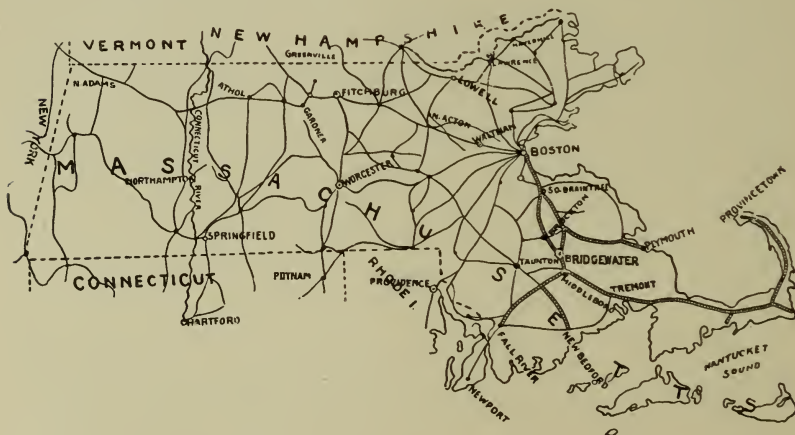 VERMONT
NEW HAMPSHIRE
GREENVILLE
LAWRENCE
LOWELL
N. ADAMS
ATHOL
FITCHBURG
GARDNER
NEW YORK
CONNECTICUT RIVER
WALTHAM
BOSTON
MASSACHUSETTS
NORTHAMPTON
WORCESTER
SO. BRAINTREE
PROVINCETOWN
SPRINGFIELD
PLYMOUTH
BRIDGEWATER
TAUNTON
CONNECTICUT
PUTNAM
RHODE I.
PROVIDENCE
MIDDLEBORO
TREMONT
HARTFORD
FALL RIVER
NEW BEDFORD
NANTUCKET
SOUND
NEWPORT